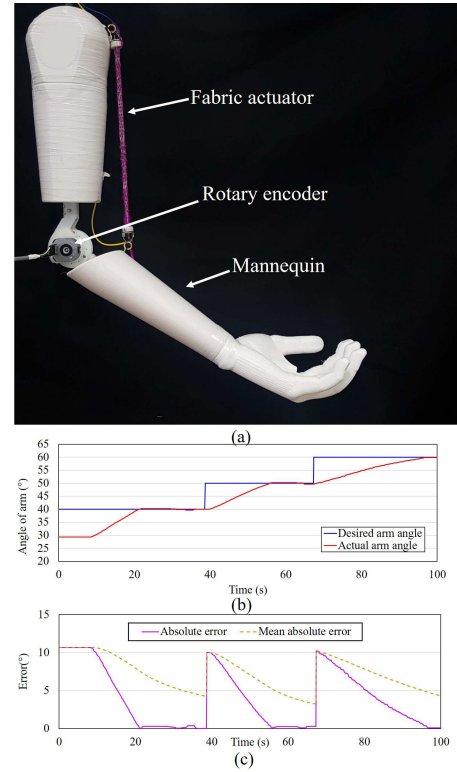 Fabric actuator
Rotary encoder
Mannequin
(a)
65
60
55
50
45
40
35
30
25
20
Angle of arm (°)
Desired arm angle
Actual arm angle
0 20 40 60 80 100
Time (s)
(b)
15
10
5
0
Error(°)
Absolute error Mean absolute error
0 20 40 60 80 100
Time (s)
(c)